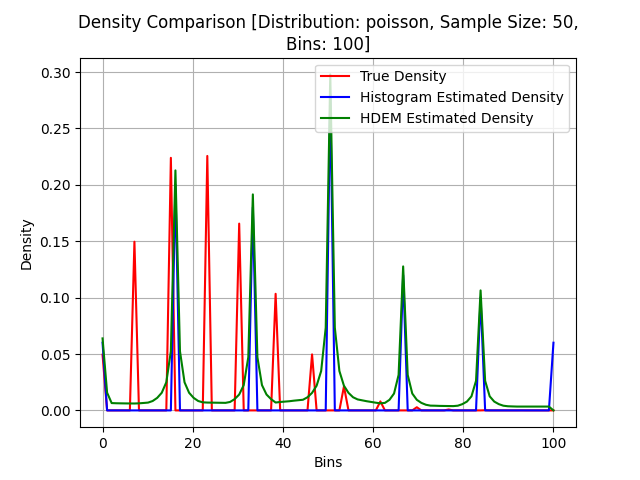 Density Comparison [Distribution: poisson, Sample Size: 50,
Bins: 100]
True Density
Histogram Estimated Density
HDEM Estimated Density
0.30
0.25
0.20
0.15
0.10
0.05
0.00
Density
0 20 40 60 80 100
Bins